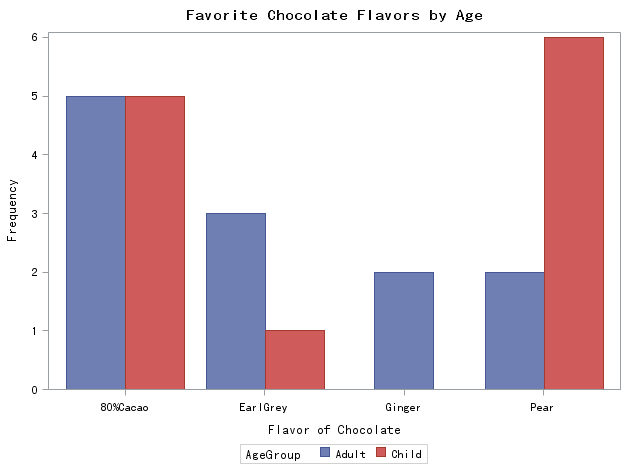 Favorite Chocolate Flavors by Age
6
5
4
3
2
1
0
Frequency
80%Cacao EarlGrey Ginger Pear
Flavor of Chocolate
AgeGroup Adult Child